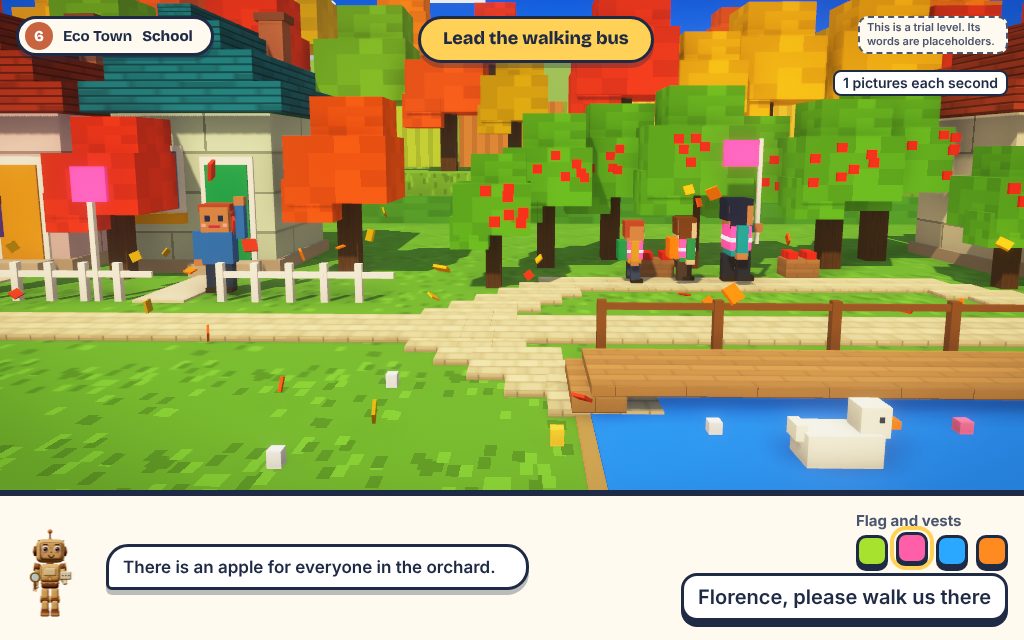 6 Eco Town School
Lead the walking bus
This is a trial level. Its
words are placeholders.
1 pictures each second
There is an apple for everyone in the orchard.
Flag and vests
Florence, please walk us there